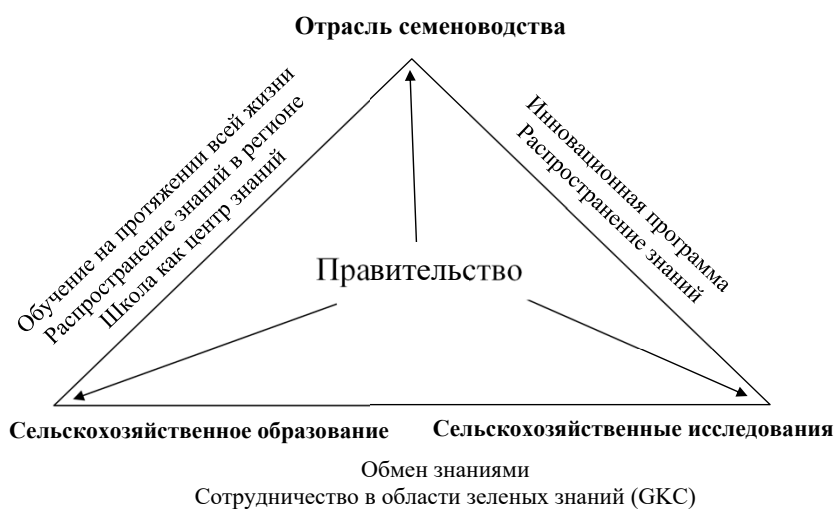 Отрасль семеноводства
Обучение на протяжении всей жизни
Распространение знаний в регионе
Школа как центр знаний
Инновационная программа
Распространение знаний
Правительство
Сельскохозяйственное образование
Сельскохозяйственные исследования
Обмен знаниями
Сотрудничество в области зеленых знаний (GKC)